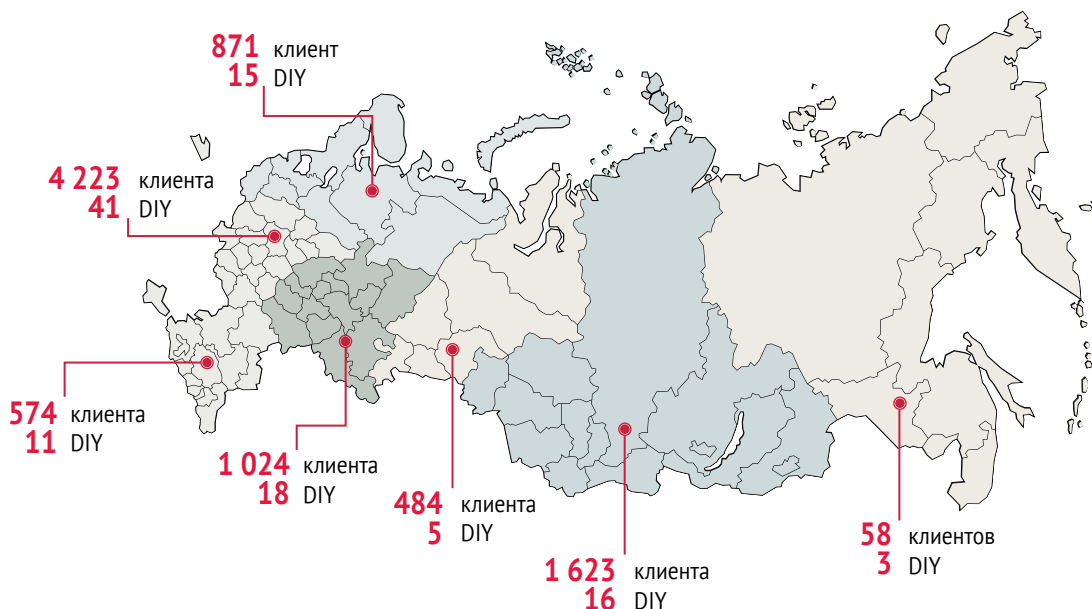 871 клиент
15 DIY
4 223 клиента
41 DIY
574 клиента
11 DIY
1 024 клиента
18 DIY
484 клиента
5 DIY
1 623 клиента
16 DIY
58 клиентов
3 DIY